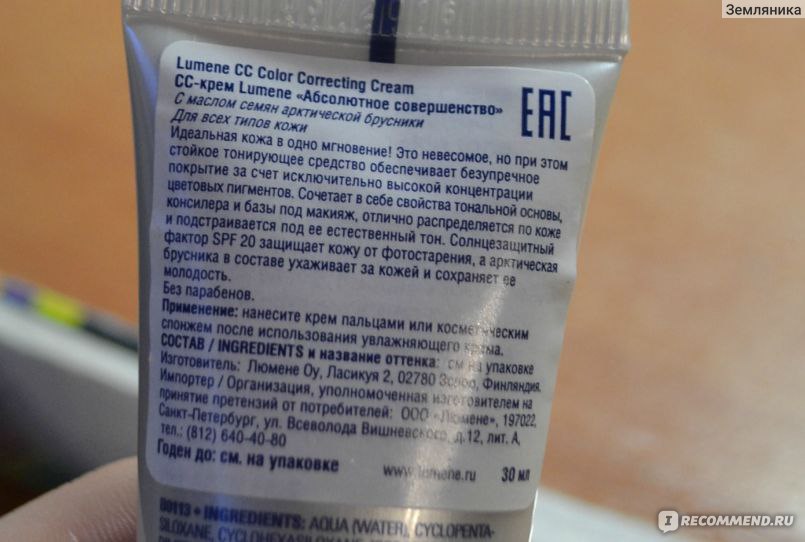 Земляника
Lumene CC Color Correcting Cream
СС-крем Lumene «Абсолютное совершенство»
С маслом семян арктической брусники
Для всех типов кожи
EAC
Идеальная кожа в одно мгновение! Это невесомое, но при этом
стойкое тонирующее средство обеспечивает безупречное
покрытие за счет исключительно высокой концентрации
цветовых пигментов. Сочетает в себе свойства тональной основы,
консилера и базы под макияж, отлично распределяется по коже
и подстраивается под ее естественный тон. Солнцезащитный
фактор SPF 20 защищает кожу от фотостарения, а арктическая
брусника в составе ухаживает за кожей и сохраняет ее
молодость.
Без парабенов.
Применение: нанесите крем пальцами или косметическим
спонжем после использования увлажняющего крема.
СОСТАВ / INGREDIENTS и название оттенка: см на упаковке
Изготовитель: Люмене Оу, Ласикуя 2, 02780 Эспоо, Финляндия.
Импортер / Организация, уполномоченная изготовителем на
принятие претензий от потребителей: ООО «Люмене», 197022,
Санкт-Петербург, ул. Всеволода Вишневского, д.12, лит. А,
тел.: (812) 640-40-80
Годен до: см. на упаковке
www.lumene.ru
30 мл
00113 • INGREDIENTS: AQUA (WATER), CYCLOPENTA-
SILOXANE,
IRECOMMEND.RU